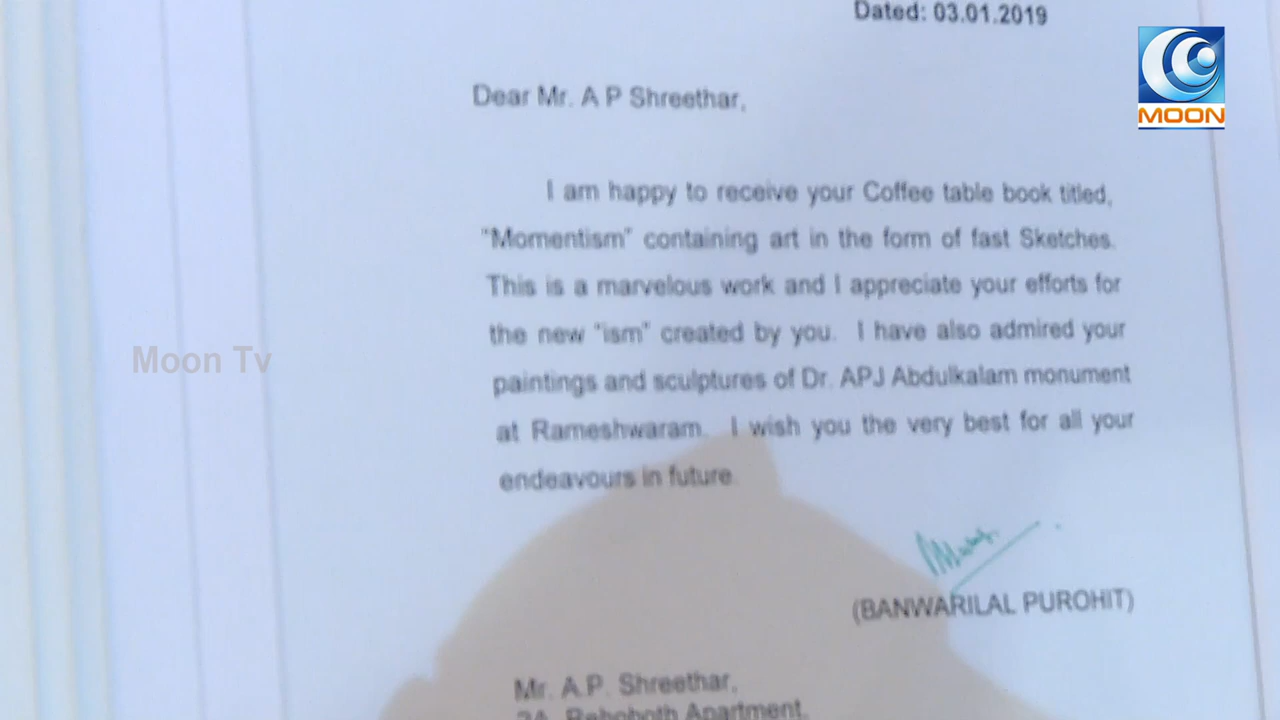 Dated: 03.01.2019
MOON
Dear Mr. A P Shreethar,
I am happy to receive your Coffee table book titled,
"Momentism" containing art in the form of fast Sketches.
This is a marvelous work and I appreciate your efforts for
the new "ism" created by you. I have also admired your
Moon Tv
paintings and sculptures of Dr. APJ Abdulkalam monument
at Rameshwaram. I wish you the very best for all your
endeavours in future.
(BANWARILAL PUROHIT)
Mr. A.P. Shreethar,
2A, Rehoboth Apartment,